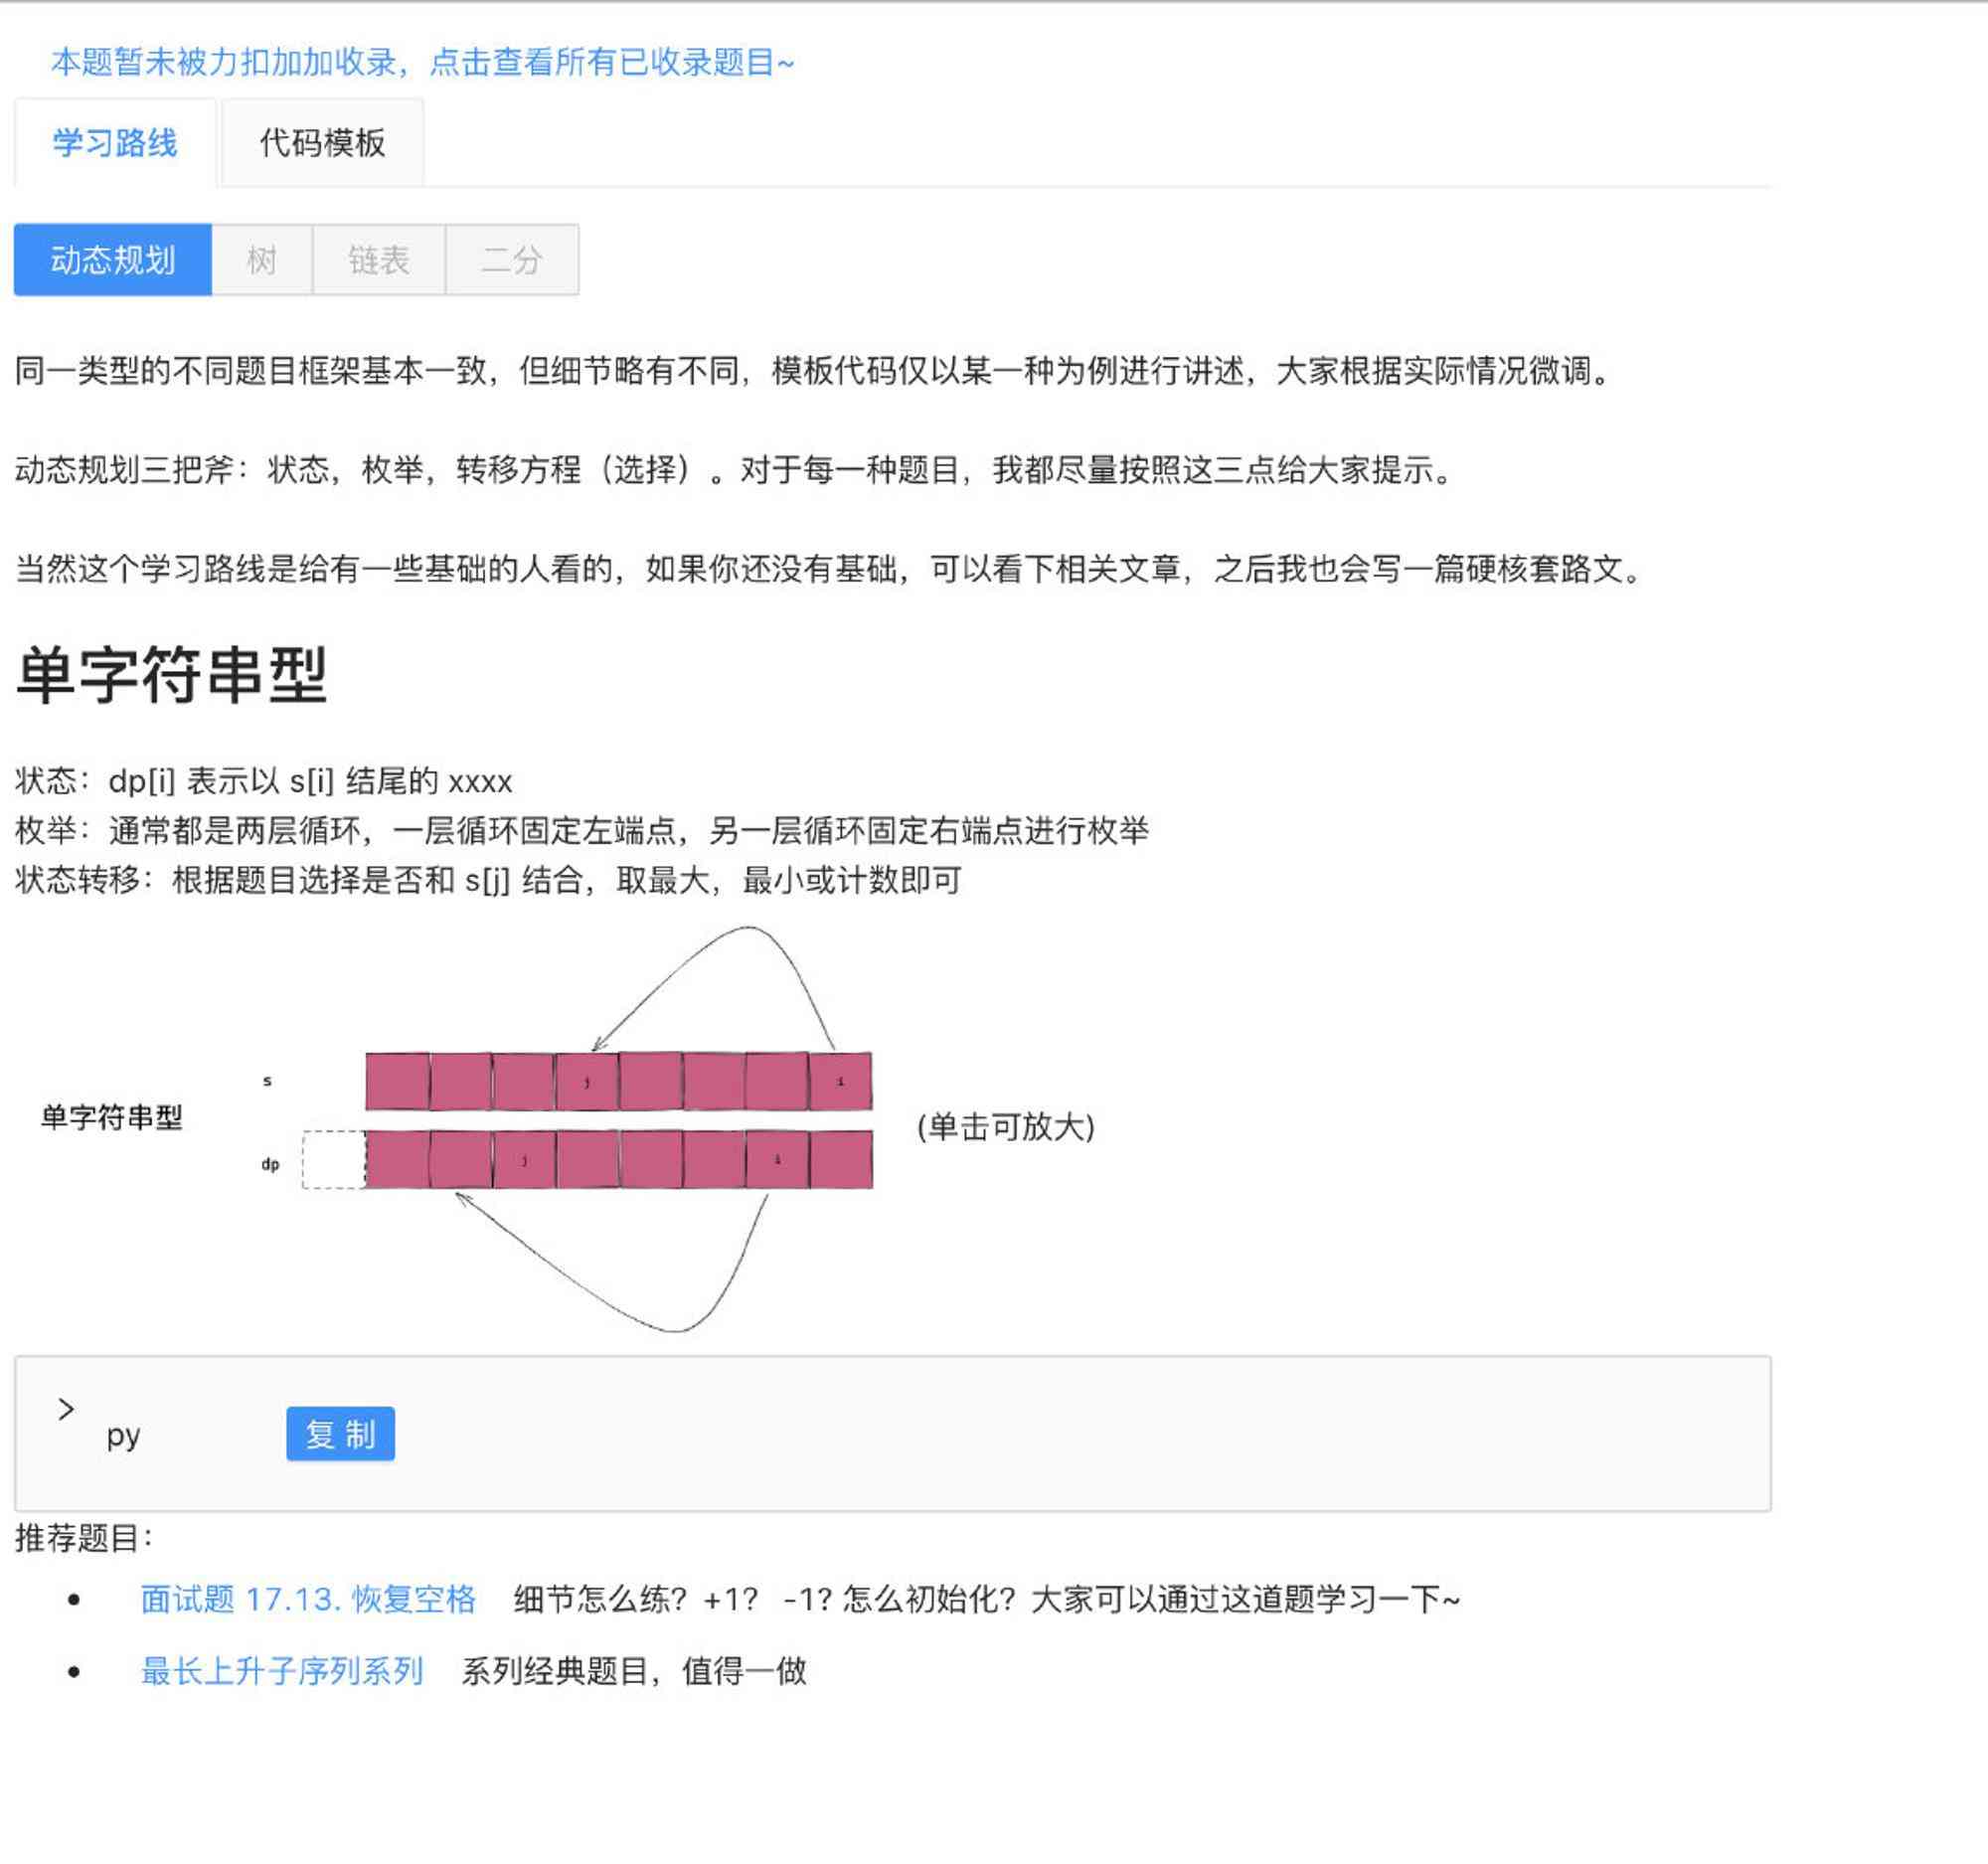 本题暂未被力扣加加收录，点击查看所有已收录题目~
学习路线 代码模板
动态规划 树 链表 二分
同一类型的不同题目框架基本一致，但细节略有不同，模板代码仅以某一种为例进行讲述，大家根据实际情况微调。
动态规划三把斧：状态，枚举，转移方程（选择）。对于每一种题目，我都尽量按照这三点给大家提示。
当然这个学习路线是给有一些基础的人看的，如果你还没有基础，可以看下相关文章，之后我也会写一篇硬核套路文。
单字符串型
状态：dp[i] 表示以 s[i] 结尾的 xxxx
枚举：通常都是两层循环，一层循环固定左端点，另一层循环固定右端点进行枚举
状态转移：根据题目选择是否和 s[j] 结合，取最大，最小或计数即可
s j i
单字符串型 (单击可放大)
dp j i
> py 复 制
推荐题目：
• 面试题 17.13. 恢复空格 细节怎么练？+1？ -1? 怎么初始化？大家可以通过这道题学习一下~
• 最长上升子序列系列 系列经典题目，值得一做